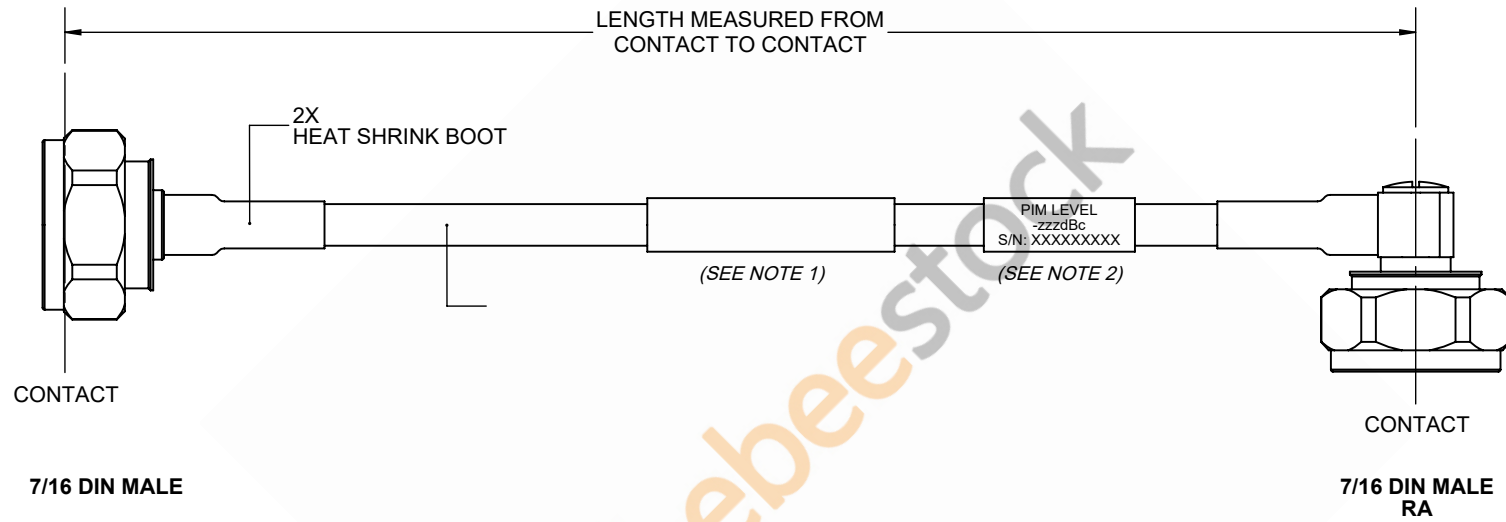 LENGTH MEASURED FROM
CONTACT TO CONTACT
2X
HEAT SHRINK BOOT
PIM LEVEL
-zzzdBc
S/N: XXXXXXXXX
(SEE NOTE 1)
(SEE NOTE 2)
CONTACT
CONTACT
7/16 DIN MALE
7/16 DIN MALE
RA
ebeestock